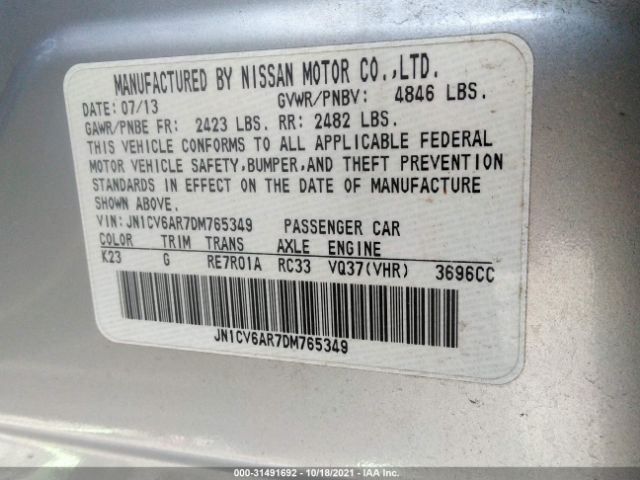 MANUFACTURED BY NISSAN MOTOR CO.,LTD.
DATE: 07/13 GVWR/PNBV: 4846 LBS.
GAWR/PNBE FR: 2423 LBS. RR: 2482 LBS.
THIS VEHICLE CONFORMS TO ALL APPLICABLE FEDERAL
MOTOR VEHICLE SAFETY,BUMPER,AND THEFT PREVENTION
STANDARDS IN EFFECT ON THE DATE OF MANUFACTURE
SHOWN ABOVE.
VIN:JN1CV6AR7DM765349 PASSENGER CAR
COLOR TRIM TRANS AXLE ENGINE
K23 G RE7R01A RC33 VQ37(VHR) 3696CC
JN1CV6AR7DM765349
000-31491692 - 10/18/2021 - IAA Inc.